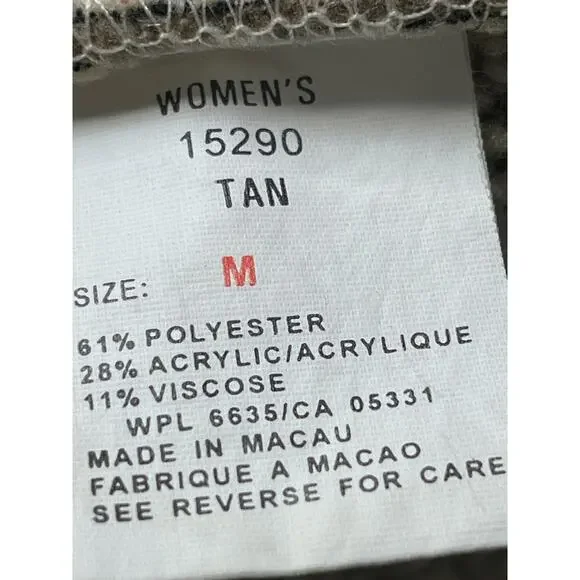 WOMEN'S
15290
TAN
SIZE: M
61% POLYESTER
28% ACRYLIC/ACRYLIQUE
11% VISCOSE
WPL 6635/CA 05331
MADE IN MACAU
FABRIQUE A MACAO
SEE REVERSE FOR CARE